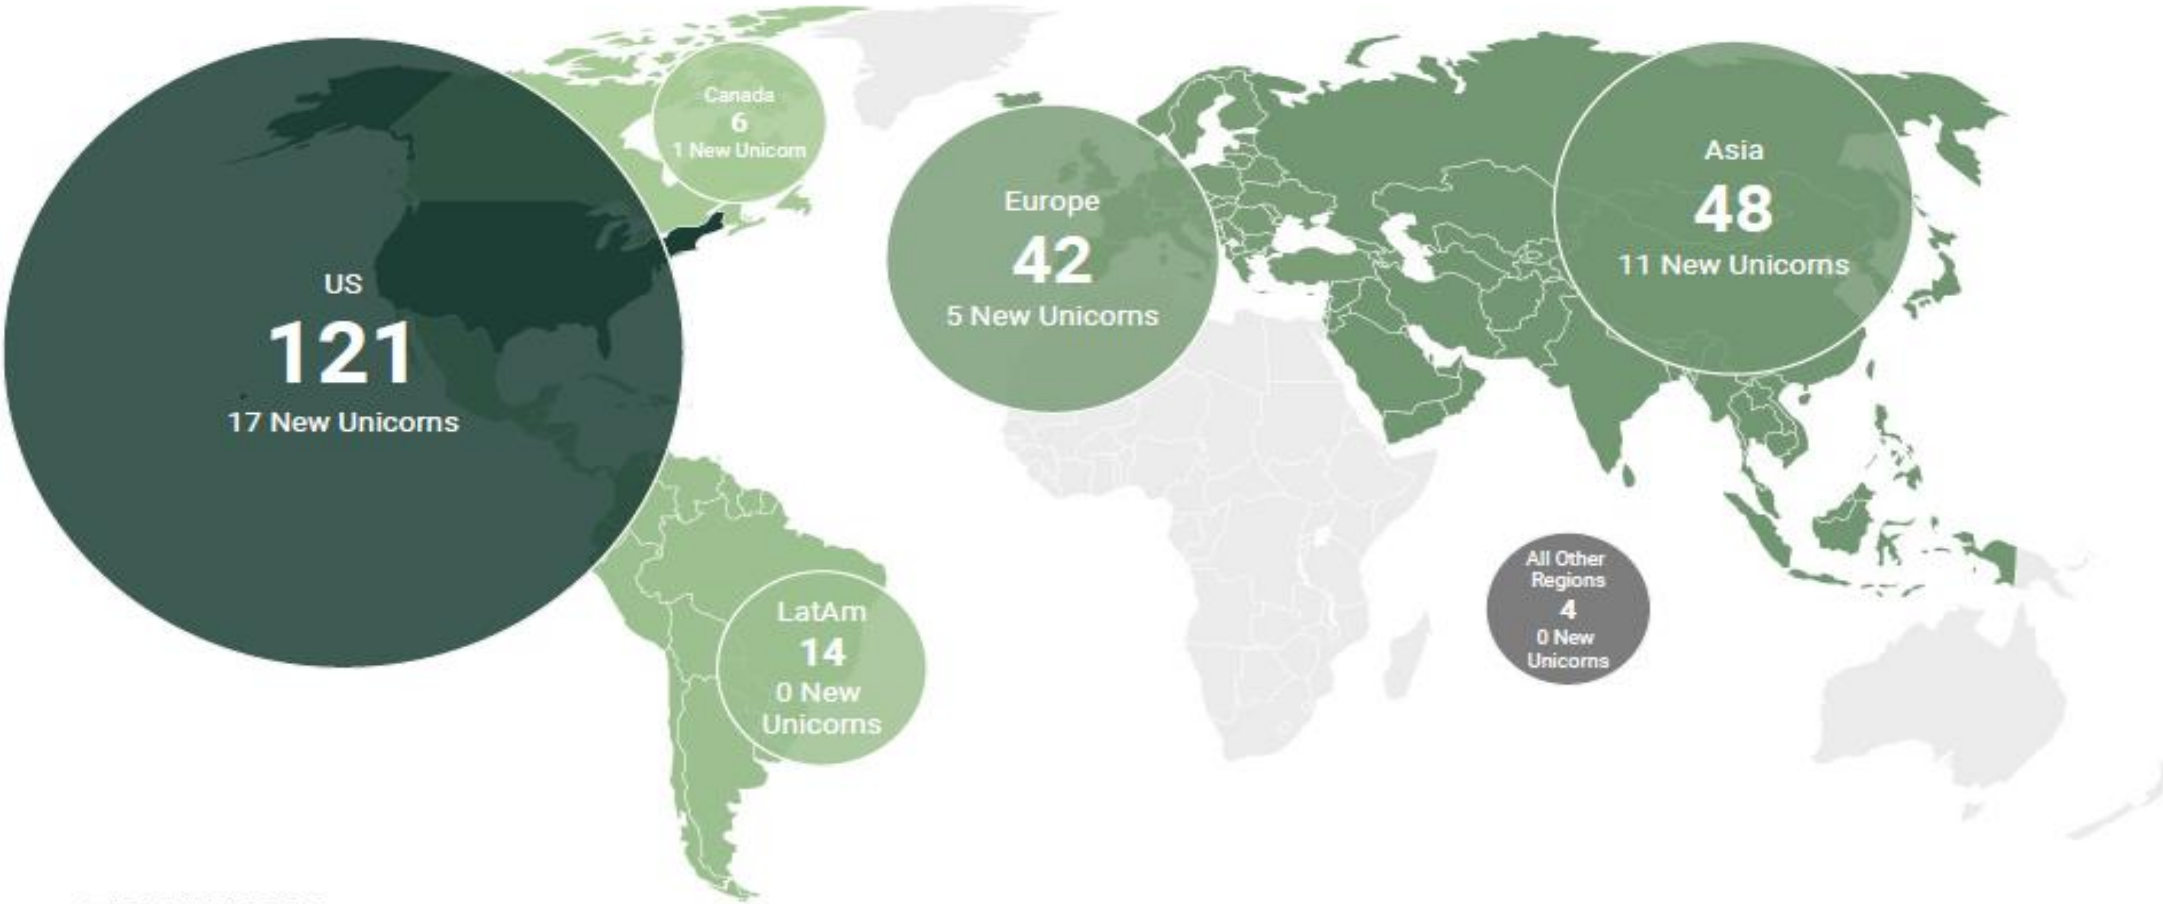 US
121
17 New Unicorns
Canada
6
1 New Unicorn
LatAm
14
0 New
Unicorns
Europe
42
5 New Unicorns
Asia
48
11 New Unicorns
All Other
Regions
4
0 New
Unicorns